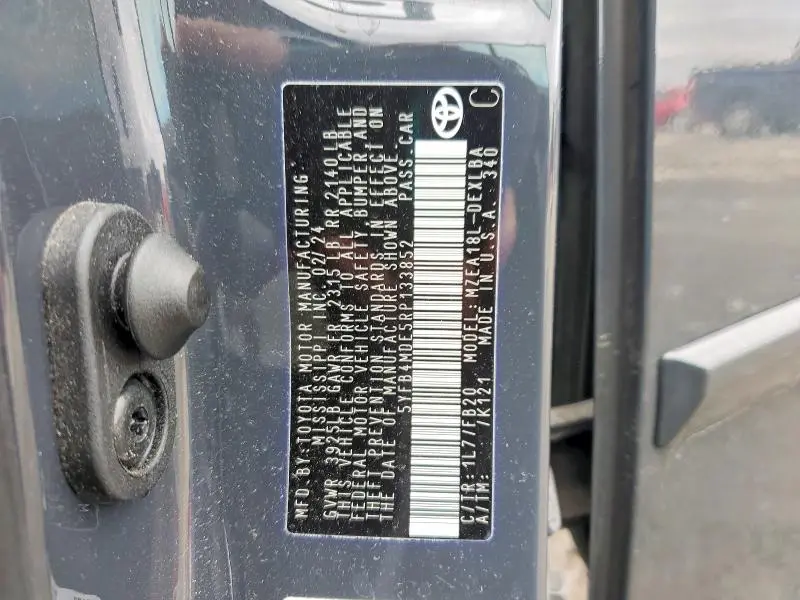 MFD.BY:TOYOTA MOTOR MANUFACTURING
MISSISSIPPI, INC. 02/24
GVWR 3925LB GAWR FR 2315 LB RR 2140LB
THIS VEHICLE CONFORMS TO ALL APPLICABLE
FEDERAL MOTOR VEHICLE SAFETY, BUMPER AND
THEFT PREVENTION STANDARDS IN EFFECT ON
THE DATE OF MANUFACTURE SHOWN ABOVE.
5YFB4MDE5RP133852 PASS.CAR
C/TR:1L7/FB20 MODEL:MZEA18L-DEXLBA
A/TM: /K121 MADE IN U.S.A. 340
C